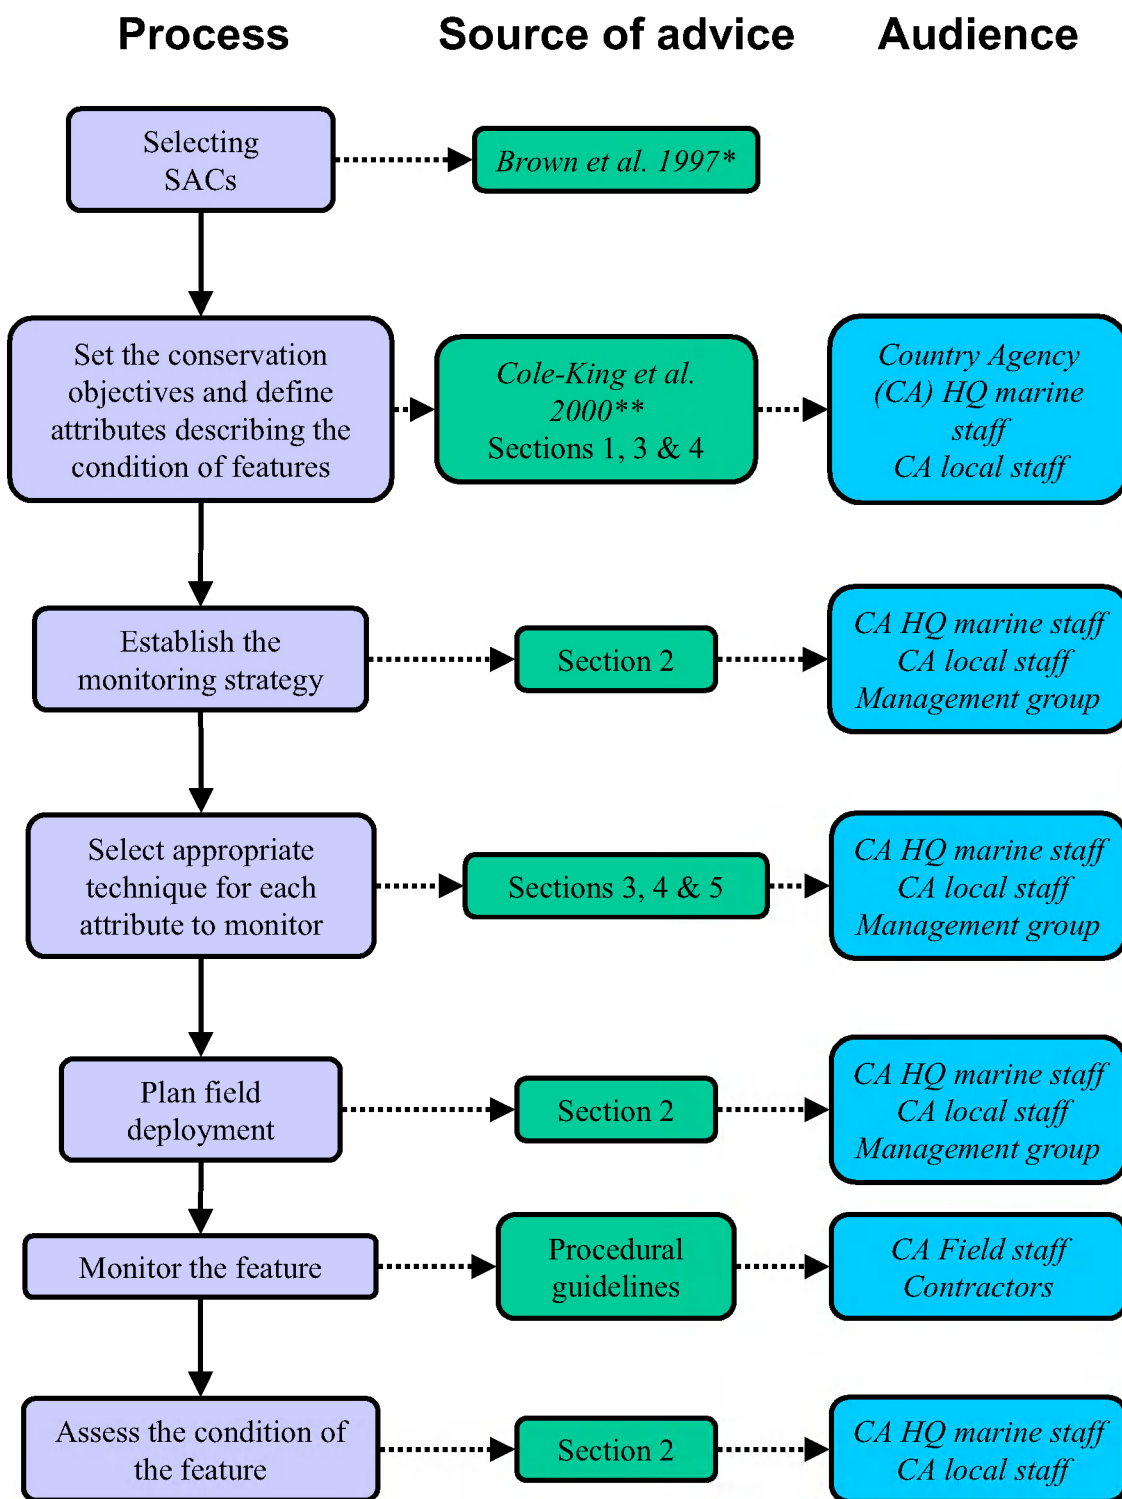 Process Source of advice Audience
Selecting
SACs
Brown et al. 1997*
Set the conservation
objectives and define
attributes describing the
condition of features
Cole-King et al.
2000**
Sections 1, 3 & 4
Country Agency
(CA) HQ marine
staff
CA local staff
Establish the
monitoring strategy
Section 2
CA HQ marine staff
CA local staff
Management group
Select appropriate
technique for each
attribute to monitor
Sections 3, 4 & 5
CA HQ marine staff
CA local staff
Management group
Plan field
deployment
Section 2
CA HQ marine staff
CA local staff
Management group
Monitor the feature
Procedural
guidelines
CA Field staff
Contractors
Assess the condition of
the feature
Section 2
CA HQ marine staff
CA local staff